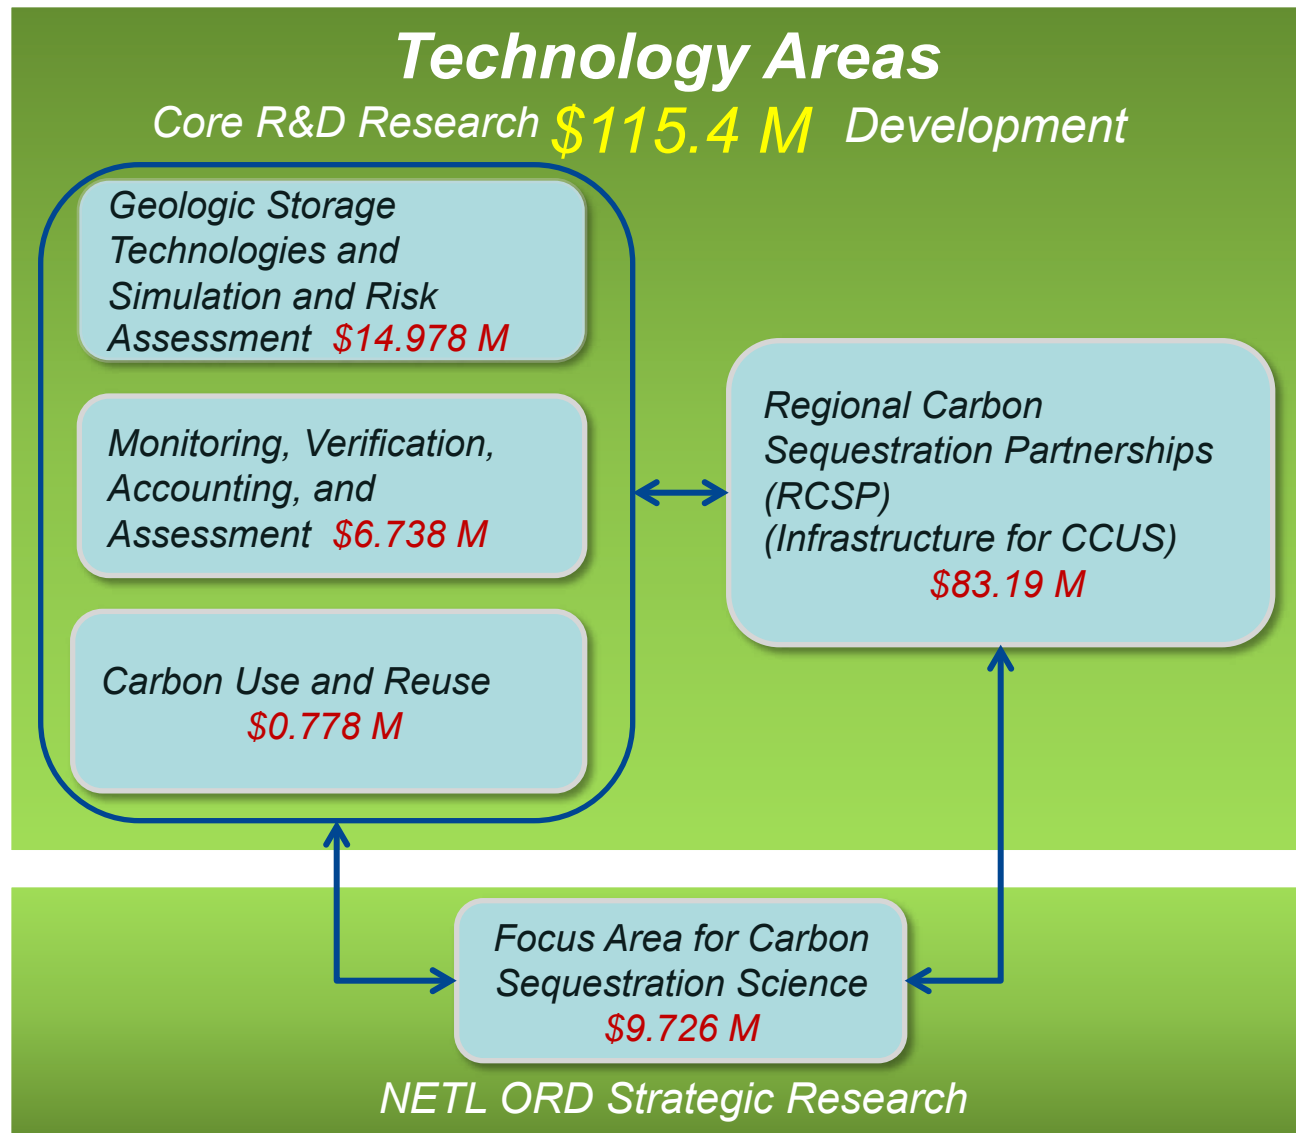 Technology Areas
Core R&D Research $115.4 M Development
Geologic Storage
Technologies and
Simulation and Risk
Assessment $14.978 M
Monitoring, Verification,
Accounting, and
Assessment $6.738 M
Carbon Use and Reuse
$0.778 M
Regional Carbon
Sequestration Partnerships
(RCSP)
(Infrastructure for CCUS)
$83.19 M
Focus Area for Carbon
Sequestration Science
$9.726 M
NETL ORD Strategic Research